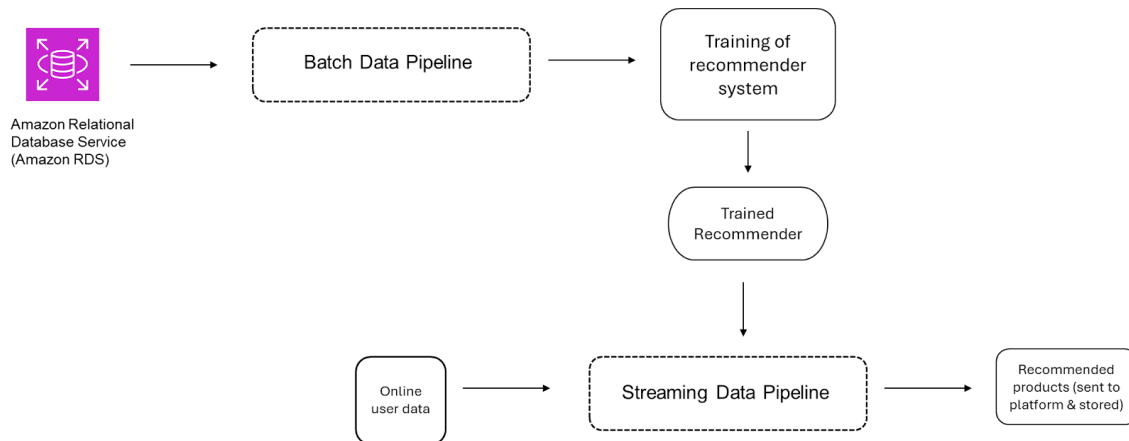 Batch Data Pipeline
Training of
recommender
system
Amazon Relational
Database Service
(Amazon RDS)
Trained
Recommender
Online
user data
Streaming Data Pipeline
Recommended
products (sent to
platform & stored)